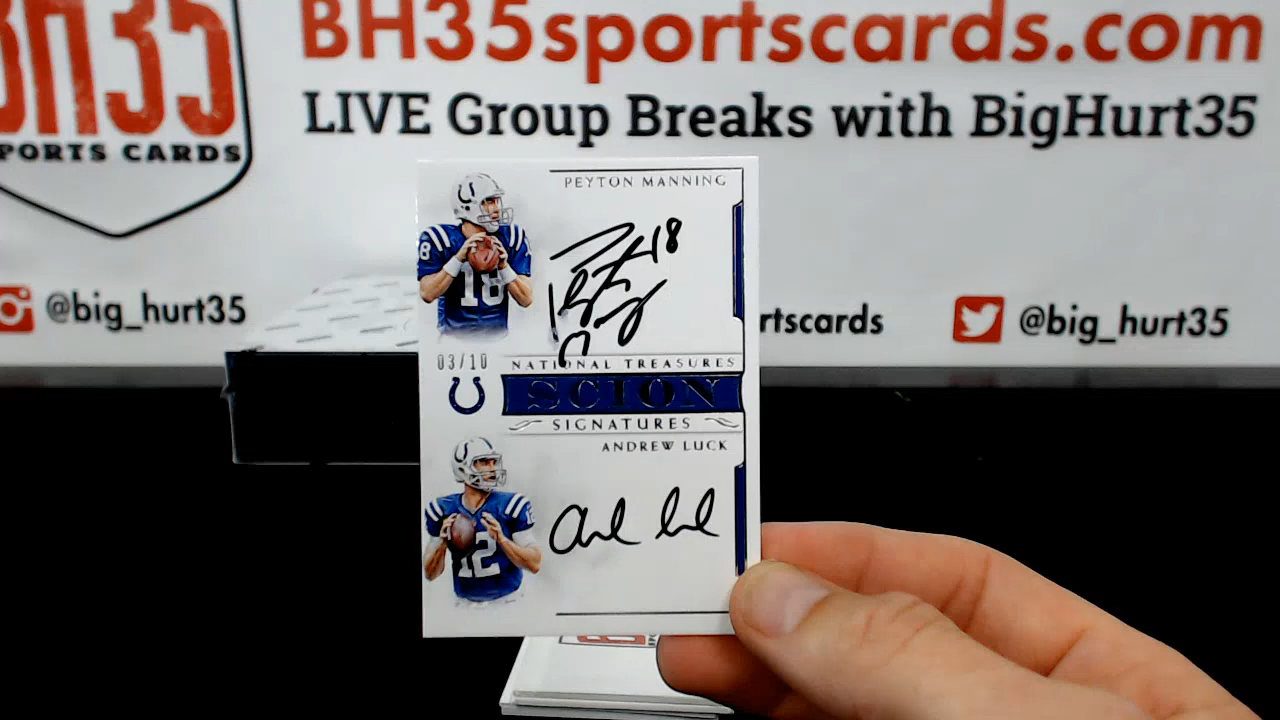 BH35
SPORTS CARDS
BH35sportscards.com
LIVE Group Breaks with BigHurt35
@big_hurt35
rtscards
@big_hurt35
PEYTON MANNING
18
18
03/10
NATIONAL TREASURES
SCION
SIGNATURES
ANDREW LUCK
12